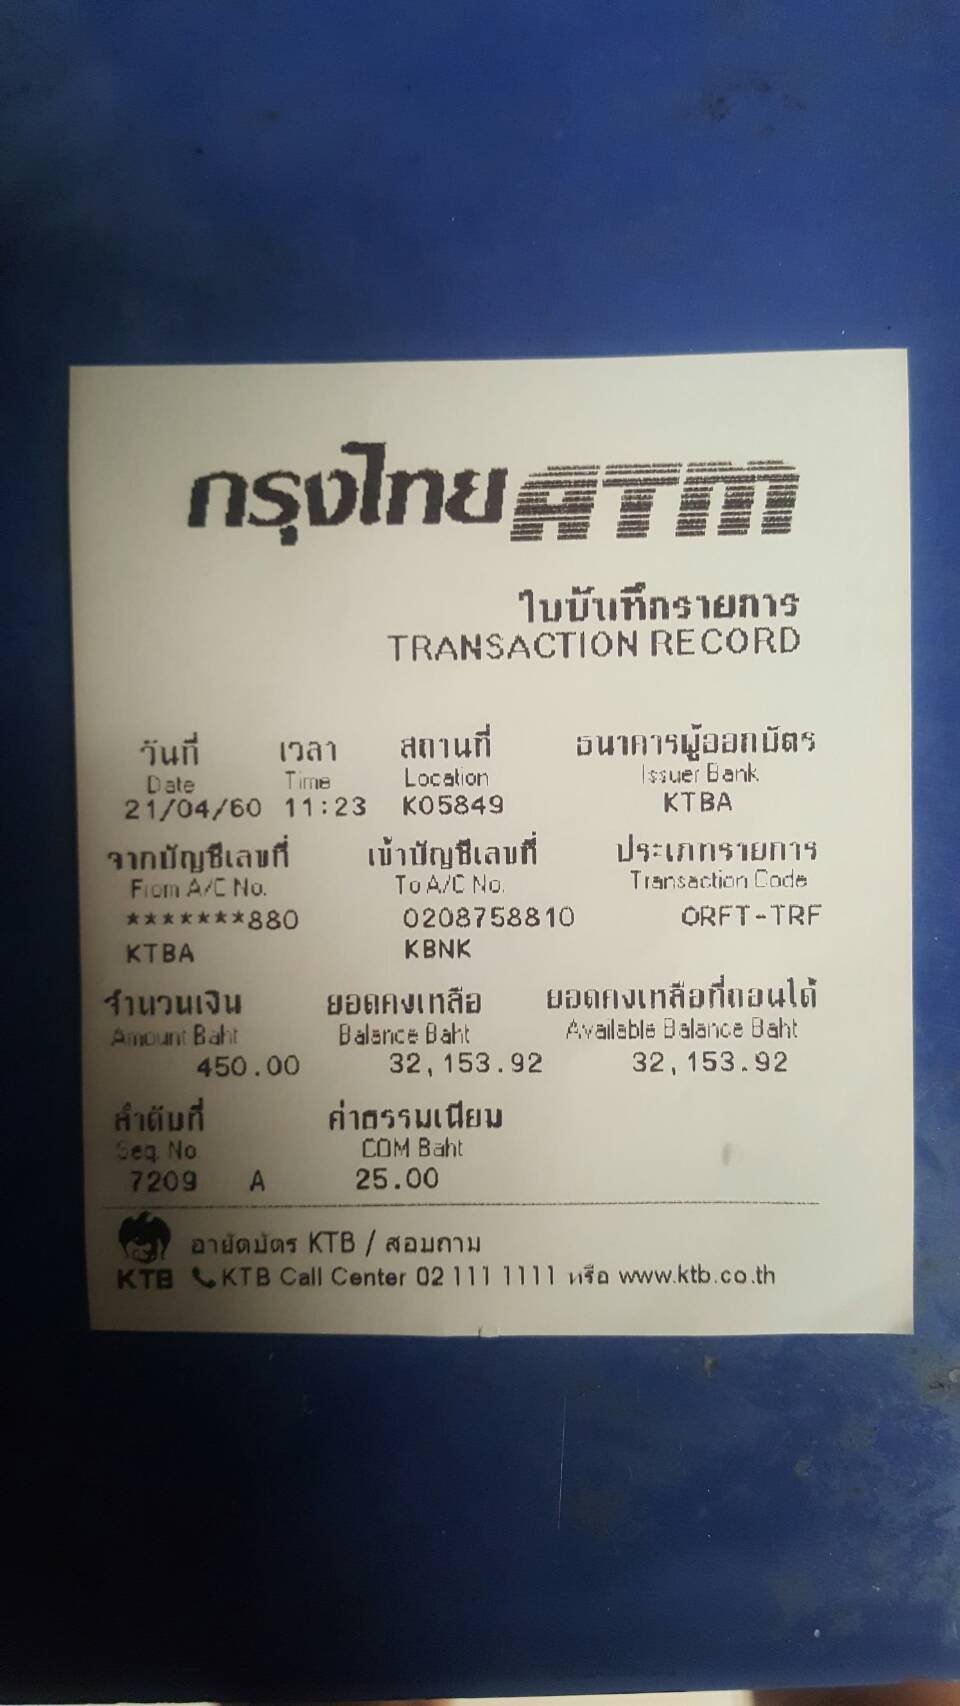 กรุงไทย ATM
ใบบันทึกรายการ
TRANSACTION RECORD
วันที่ เวลา สถานที่ ธนาคารผู้ออกบัตร
Date Time Location Issuer Bank
21/04/60 11:23 K05849 KTBA
จากบัญชีเลขที่ เข้าบัญชีเลขที่ ประเภทรายการ
From A/C No. To A/C No. Transaction Code
*******880 0208758810 ORFT-TRF
KTBA KBNK
จำนวนเงิน ยอดคงเหลือ ยอดคงเหลือที่ถอนได้
Amount Baht Balance Baht Available Balance Baht
450.00 32,153.92 32,153.92
ลำดับที่ ค่าธรรมเนียม
Seq. No COM Baht
7209 A 25.00
อายัดบัตร KTB / สอบถาม
KTB KTB Call Center 02 111 1111 หรือ www.ktb.co.th